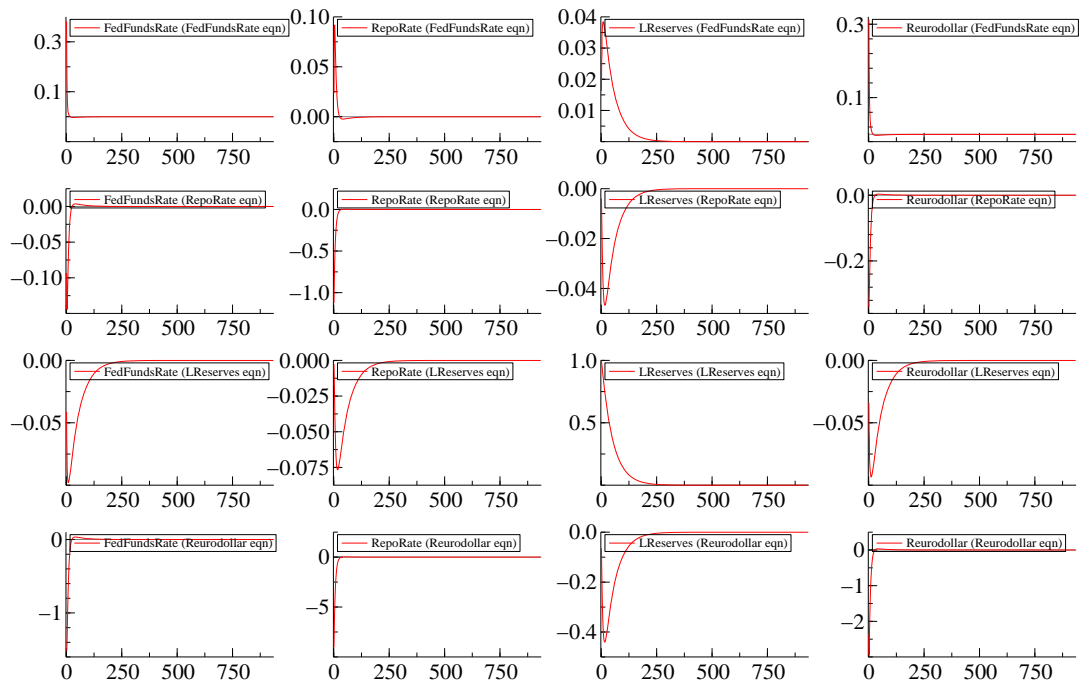 FedFundsRate (FedFundsRate eqn)
0.3
0.1
0 250 500 750
RepoRate (FedFundsRate eqn)
0.10
0.05
0.00
0 250 500 750
LReserves (FedFundsRate eqn)
0.04
0.03
0.02
0.01
0 250 500 750
Reurodollar (FedFundsRate eqn)
0.3
0.1
0 250 500 750
FedFundsRate (RepoRate eqn)
0.00
−0.05
−0.10
0 250 500 750
RepoRate (RepoRate eqn)
0.0
−0.5
−1.0
0 250 500 750
LReserves (RepoRate eqn)
0.00
−0.02
−0.04
0 250 500 750
Reurodollar (RepoRate eqn)
0.0
−0.2
0 250 500 750
FedFundsRate (LReserves eqn)
0.00
−0.05
0 250 500 750
RepoRate (LReserves eqn)
0.000
−0.025
−0.050
−0.075
0 250 500 750
LReserves (LReserves eqn)
1.0
0.5
0 250 500 750
Reurodollar (LReserves eqn)
0.00
−0.05
0 250 500 750
FedFundsRate (Reurodollar eqn)
0
−1
0 250 500 750
RepoRate (Reurodollar eqn)
0
−5
0 250 500 750
LReserves (Reurodollar eqn)
0.0
−0.2
−0.4
0 250 500 750
Reurodollar (Reurodollar eqn)
0
−1
−2
0 250 500 750